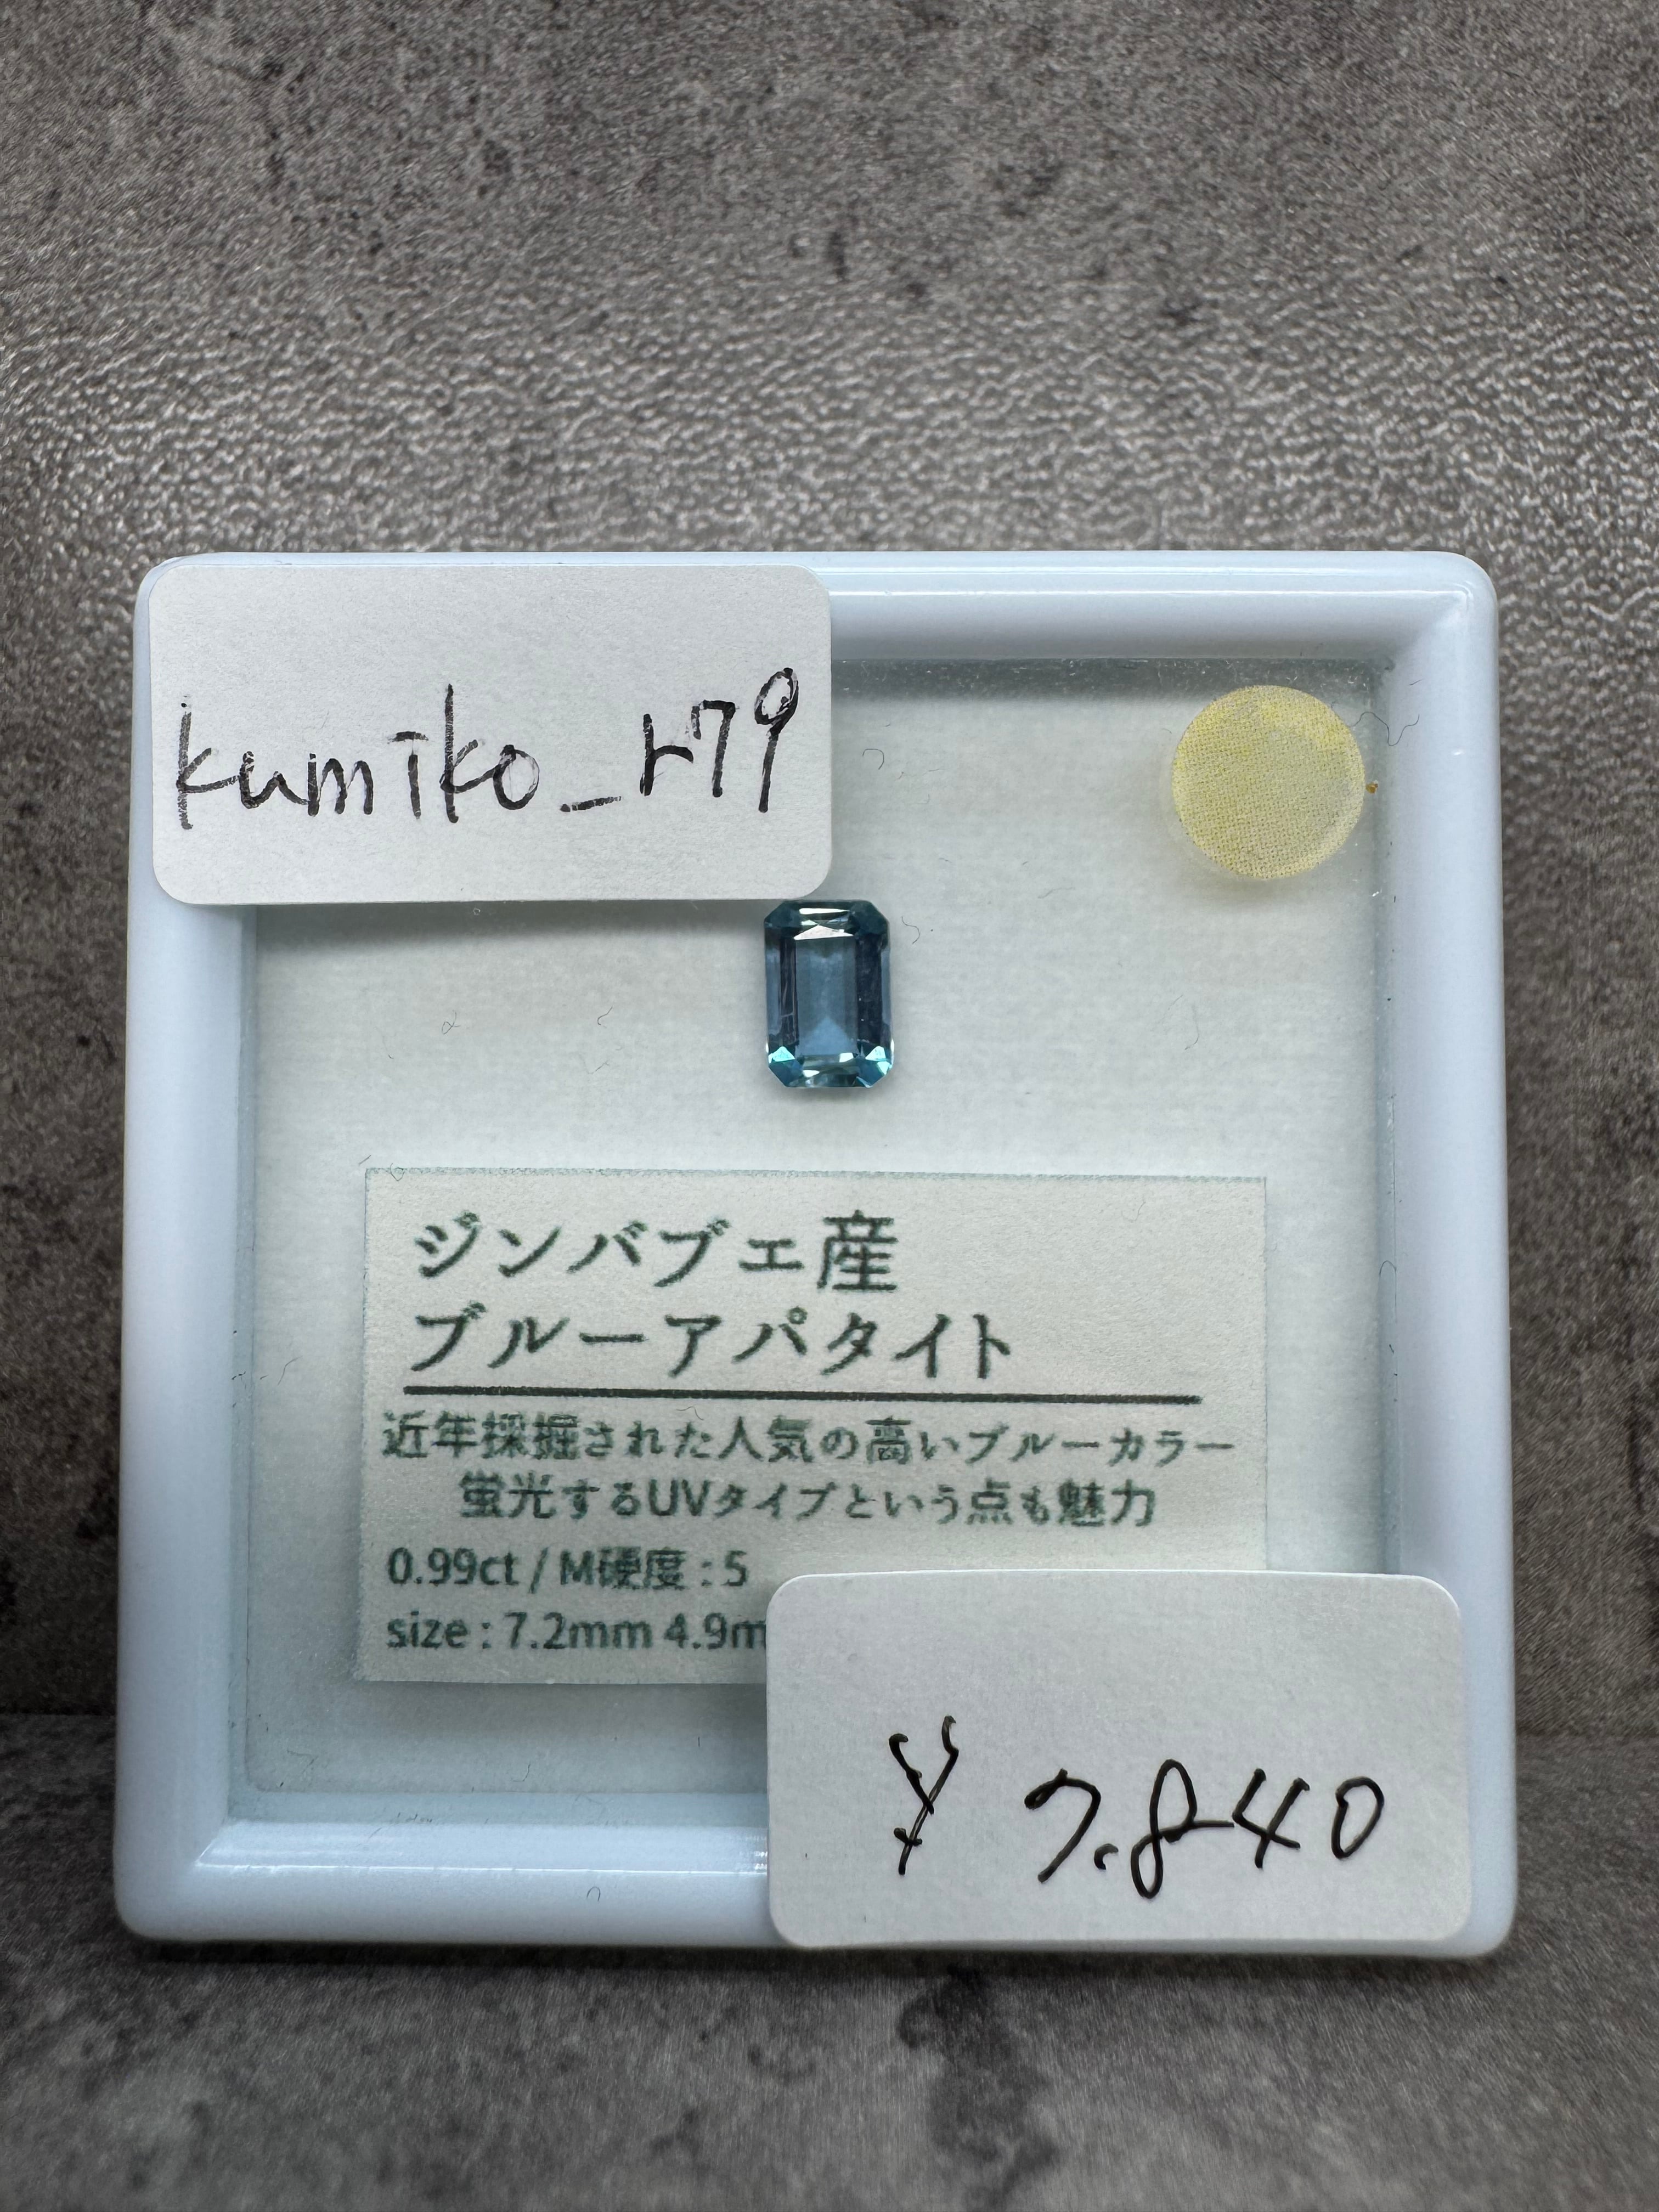 kumiko_r79
ジンバブエ産
ブルーアパタイト
近年採掘された人気の高いブルーカラー
蛍光するUVタイプという点も魅力
0.99ct / M硬度 : 5
size : 7.2mm 4.9m
¥ 7.840